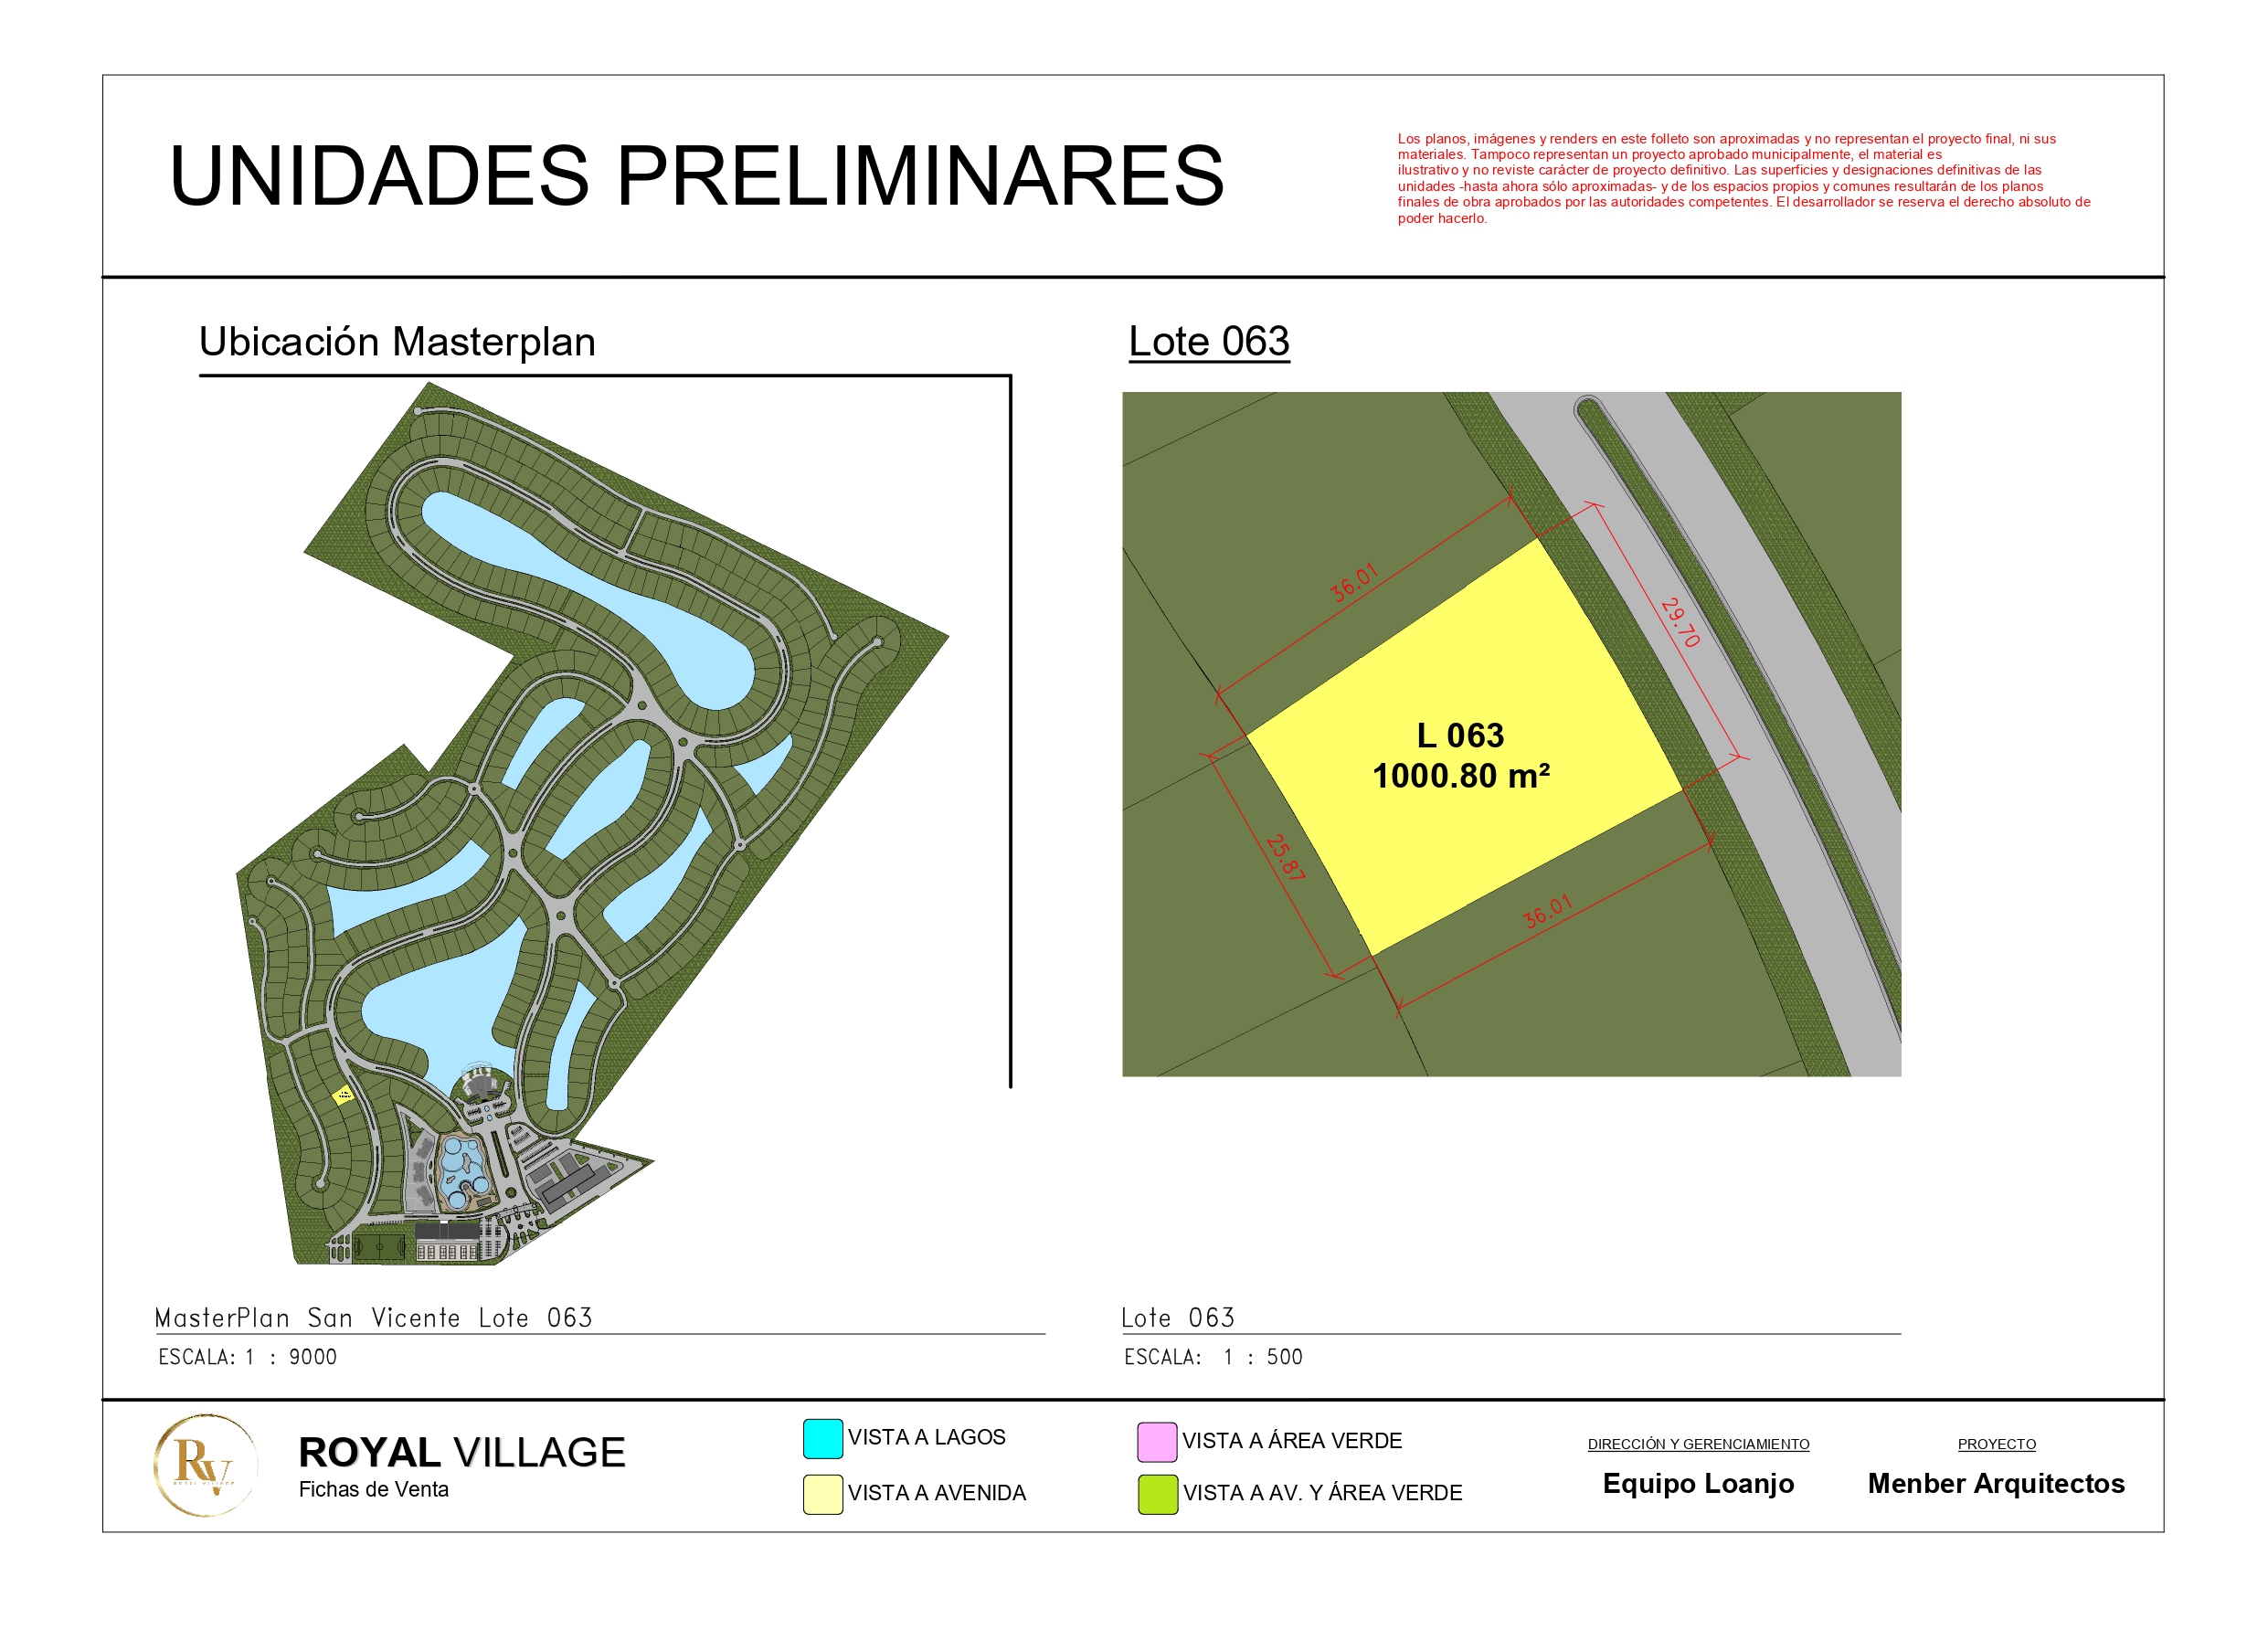 UNIDADES PRELIMINARES
Los planos, imágenes y renders en este folleto son aproximadas y no representan el proyecto final, ni sus
materiales. Tampoco representan un proyecto aprobado municipalmente, el material es
ilustrativo y no reviste carácter de proyecto definitivo. Las superficies y designaciones definitivas de las
unidades -hasta ahora sólo aproximadas- y de los espacios propios y comunes resultarán de los planos
finales de obra aprobados por las autoridades competentes. El desarrollador se reserva el derecho absoluto de
poder hacerlo.
Ubicación Masterplan
Lote 063
36.01
29.70
L 063
1000.80 m²
25.87
36.01
MasterPlan San Vicente Lote 063
ESCALA: 1 : 9000
Lote 063
ESCALA: 1 : 500
RV
ROYAL VILLAGE
ROYAL VILLAGE
Fichas de Venta
VISTA A LAGOS
VISTA A AVENIDA
VISTA A ÁREA VERDE
VISTA A AV. Y ÁREA VERDE
DIRECCIÓN Y GERENCIAMIENTO
Equipo Loanjo
PROYECTO
Menber Arquitectos